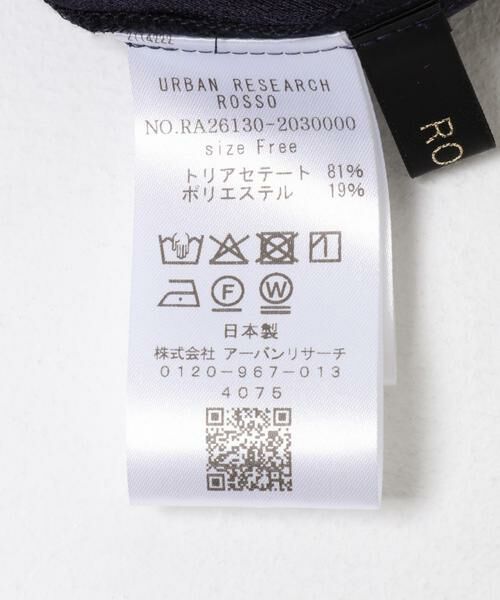 URBAN RESEARCH
ROSSO
NO.RA26130-2030000
size Free
トリアセテート 81%
ポリエステル 19%
F W
日本製
株式会社 アーバンリサーチ
0120-967-013
4075
RO